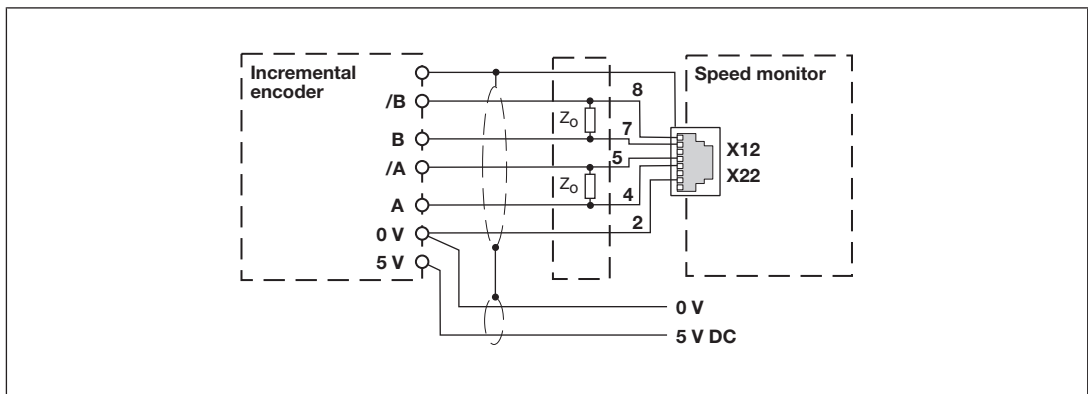 Incremental
encoder
Speed monitor
8
/B
Z0
7
B
X12
5
/A
X22
Z0
4
A
2
0 V
5 V
0 V
5 V DC